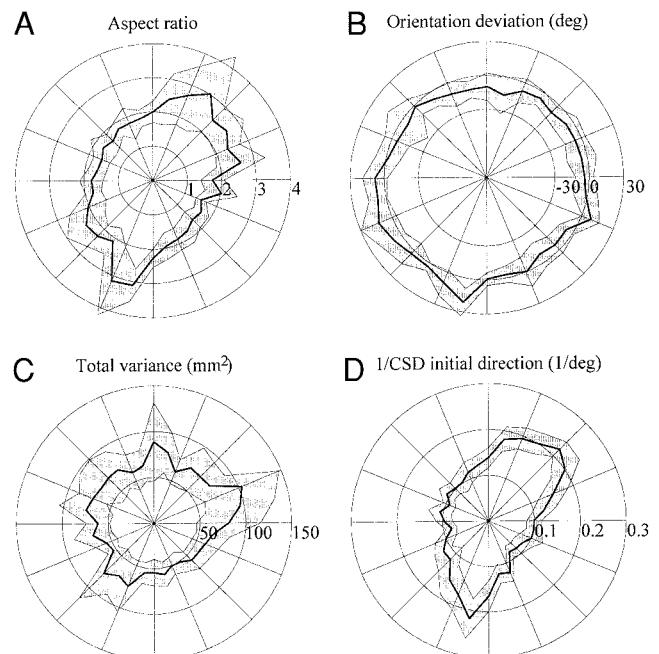 A
Aspect ratio
1 2 3 4
B
Orientation deviation (deg)
-30 0 30
C
Total variance (mm²)
50 100 150
D
1/CSD initial direction (1/deg)
0.1 0.2 0.3